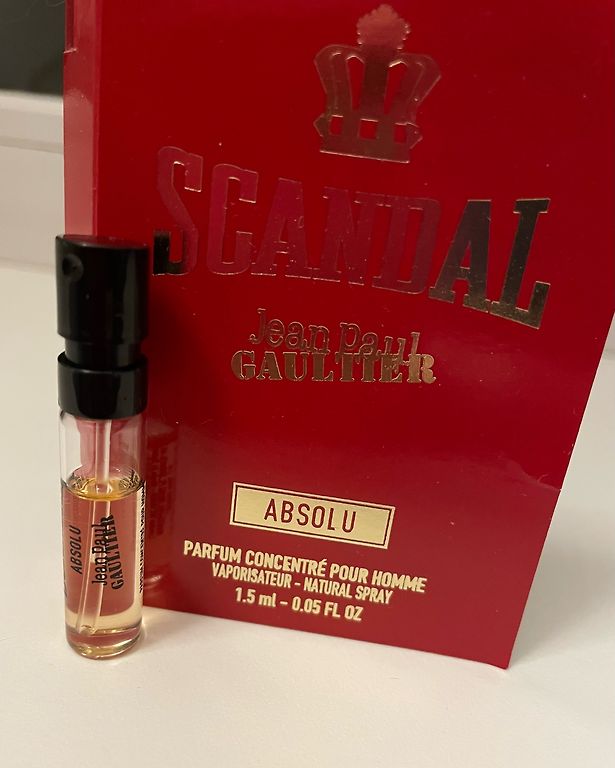 SCANDAL
Jean Paul
GAULTIER
ABSOLU
PARFUM CONCENTRÉ POUR HOMME
VAPORISATEUR - NATURAL SPRAY
1.5 ml - 0.05 FL OZ
ABSOLU
Jean Paul
GAULTIER